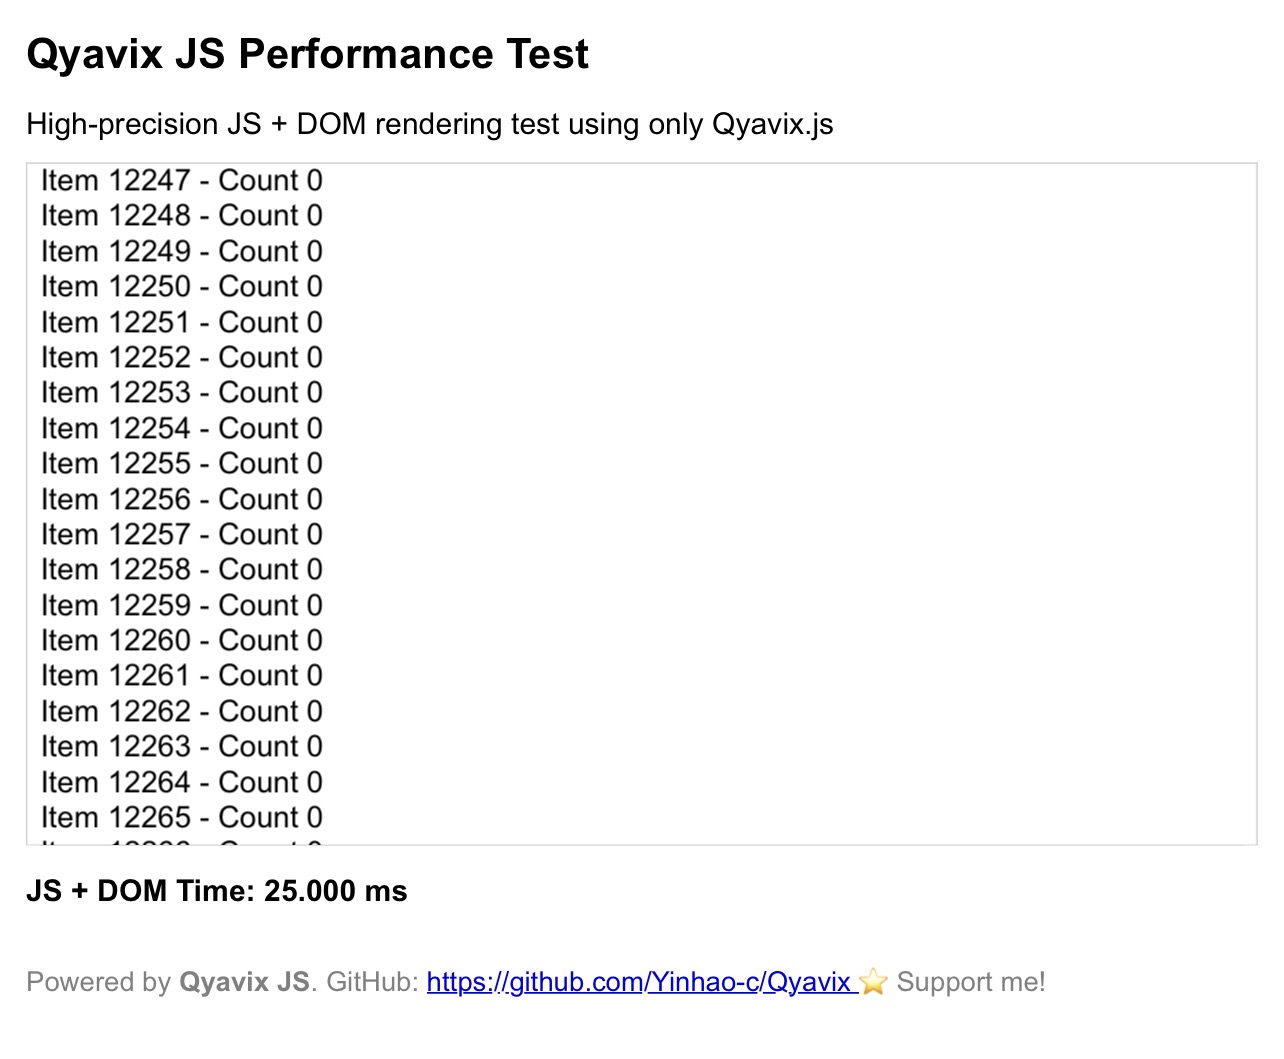 Qyavix JS Performance Test
High-precision JS + DOM rendering test using only Qyavix.js
Item 12247 - Count 0
Item 12248 - Count 0
Item 12249 - Count 0
Item 12250 - Count 0
Item 12251 - Count 0
Item 12252 - Count 0
Item 12253 - Count 0
Item 12254 - Count 0
Item 12255 - Count 0
Item 12256 - Count 0
Item 12257 - Count 0
Item 12258 - Count 0
Item 12259 - Count 0
Item 12260 - Count 0
Item 12261 - Count 0
Item 12262 - Count 0
Item 12263 - Count 0
Item 12264 - Count 0
Item 12265 - Count 0
JS + DOM Time: 25.000 ms
Powered by Qyavix JS. GitHub: https://github.com/Yinhao-c/Qyavix ⭐ Support me!